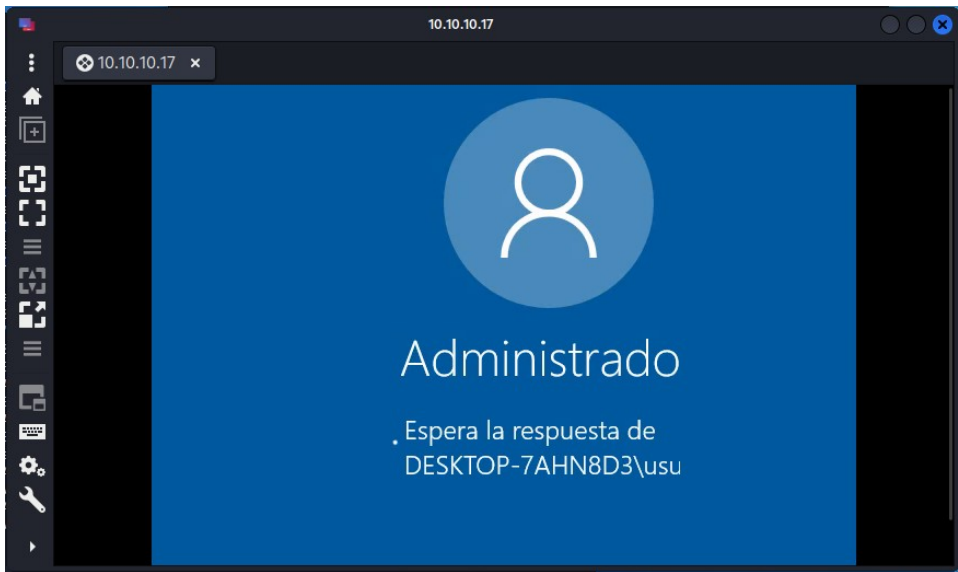 10.10.10.17
10.10.10.17
Administrado
Espera la respuesta de
DESKTOP-7AHN8D3\usu